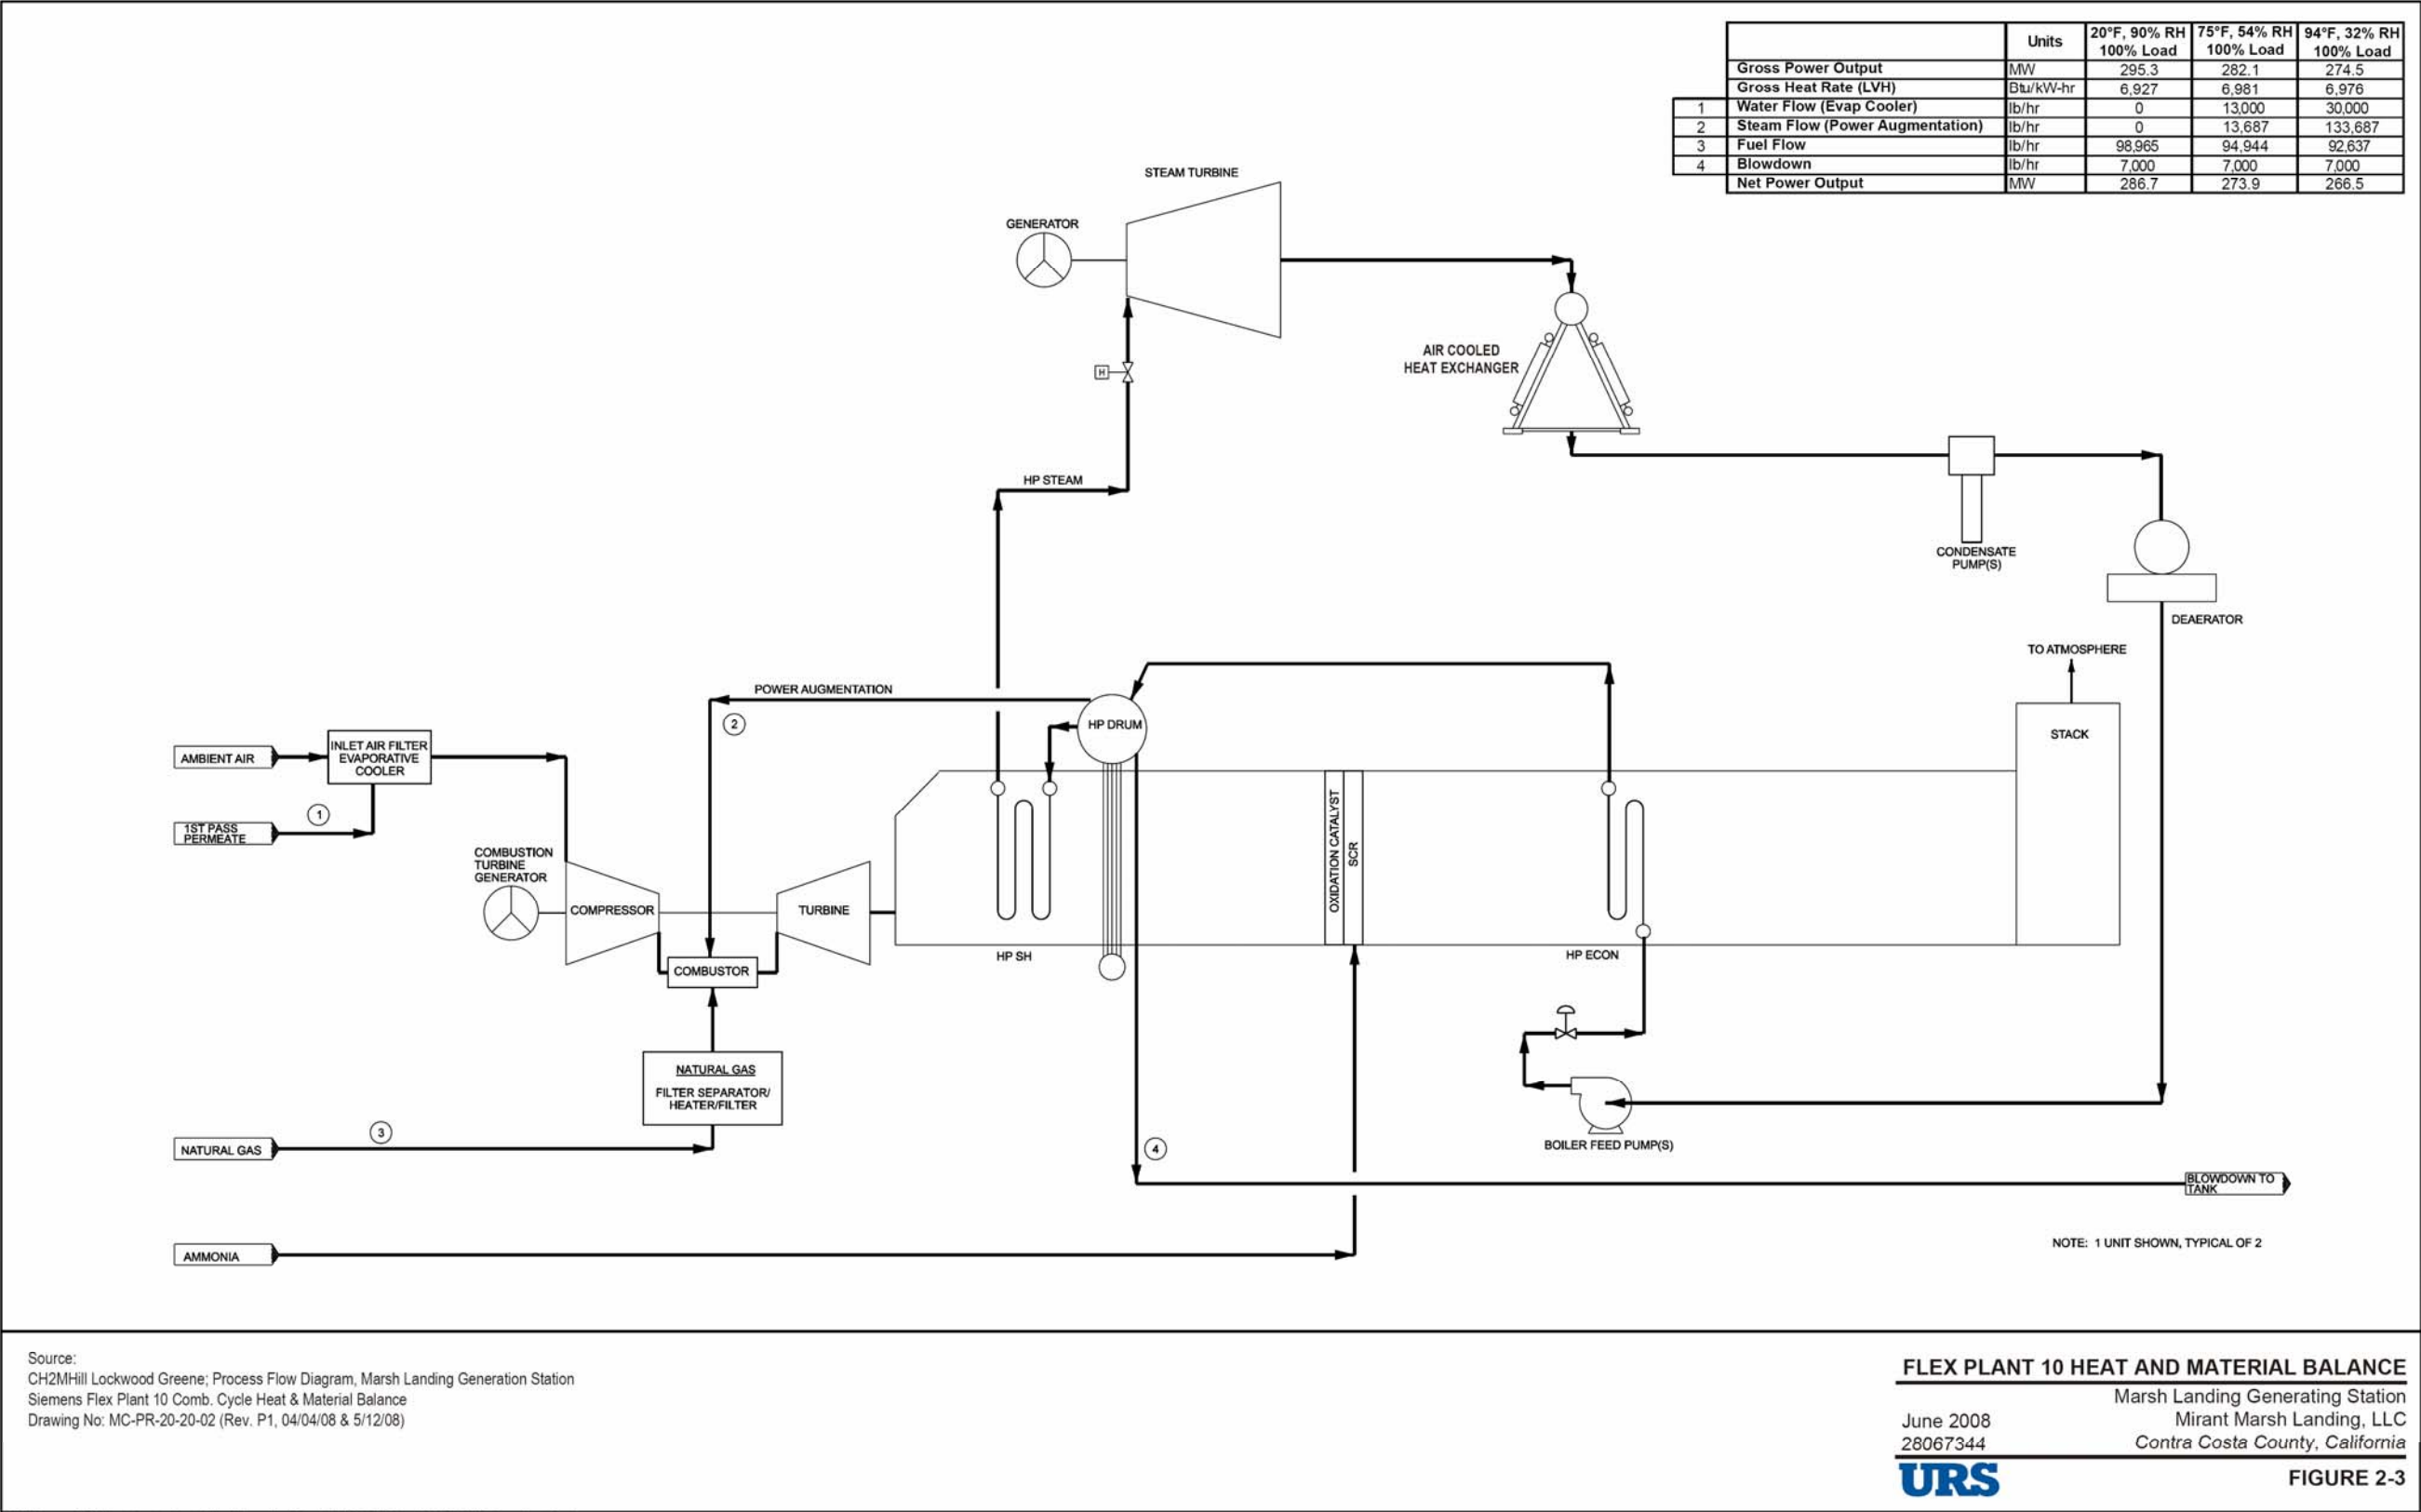 Units 20°F, 90% RH 75°F, 54% RH 94°F, 32% RH
100% Load 100% Load 100% Load
Gross Power Output MW 295.3 282.1 274.5
Gross Heat Rate (LVH) Btu/kW-hr 6,927 6,981 6,976
1 Water Flow (Evap Cooler) lb/hr 0 13,000 30,000
2 Steam Flow (Power Augmentation) lb/hr 0 13,687 133,687
3 Fuel Flow lb/hr 98,965 94,944 92,637
4 Blowdown lb/hr 7,000 7,000 7,000
Net Power Output MW 286.7 273.9 266.5
STEAM TURBINE
GENERATOR
AIR COOLED
HEAT EXCHANGER
H
HP STEAM
CONDENSATE
PUMP(S)
DEAERATOR
TO ATMOSPHERE
STACK
POWER AUGMENTATION
2
HP DRUM
AMBIENT AIR
INLET AIR FILTER
EVAPORATIVE
COOLER
1
1ST PASS
PERMEATE
COMBUSTION
TURBINE
GENERATOR
COMPRESSOR
TURBINE
COMBUSTOR
OXIDATION CATALYST
SCR
HP SH
HP ECON
NATURAL GAS
FILTER SEPARATOR/
HEATER/FILTER
3
NATURAL GAS
4
BOILER FEED PUMP(S)
BLOWDOWN TO
TANK
AMMONIA
NOTE: 1 UNIT SHOWN, TYPICAL OF 2
Source:
CH2MHill Lockwood Greene; Process Flow Diagram, Marsh Landing Generation Station
Siemens Flex Plant 10 Comb. Cycle Heat & Material Balance
Drawing No: MC-PR-20-20-02 (Rev. P1, 04/04/08 & 5/12/08)
FLEX PLANT 10 HEAT AND MATERIAL BALANCE
Marsh Landing Generating Station
June 2008 Mirant Marsh Landing, LLC
28067344 Contra Costa County, California
URS FIGURE 2-3